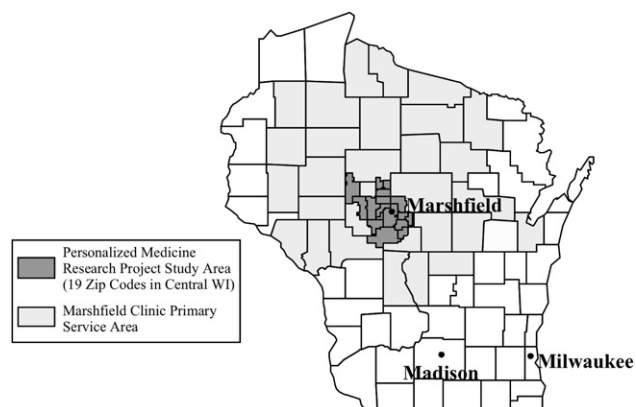 Marshfield
Personalized Medicine
Research Project Study Area
(19 Zip Codes in Central WI)
Marshfield Clinic Primary
Service Area
Madison
Milwaukee